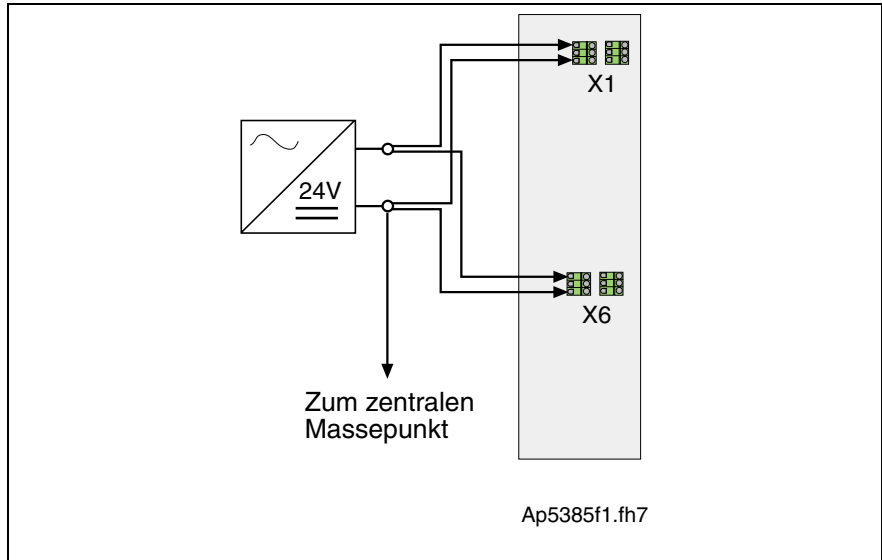 X1
24V
X6
Zum zentralen
Massepunkt
Ap5385f1.fh7